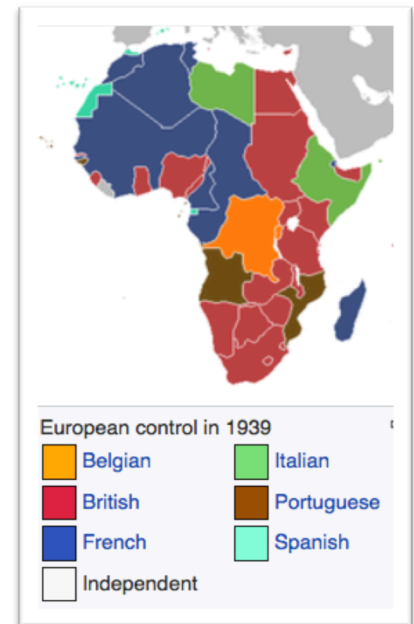 European control in 1939
Belgian
Italian
British
Portuguese
French
Spanish
Independent